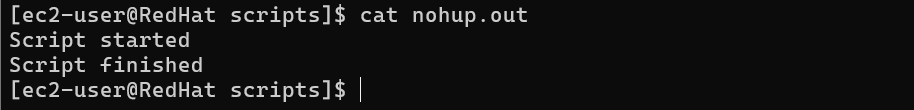 [ec2-user@RedHat scripts]$ cat nohup.out
Script started
Script finished
[ec2-user@RedHat scripts]$